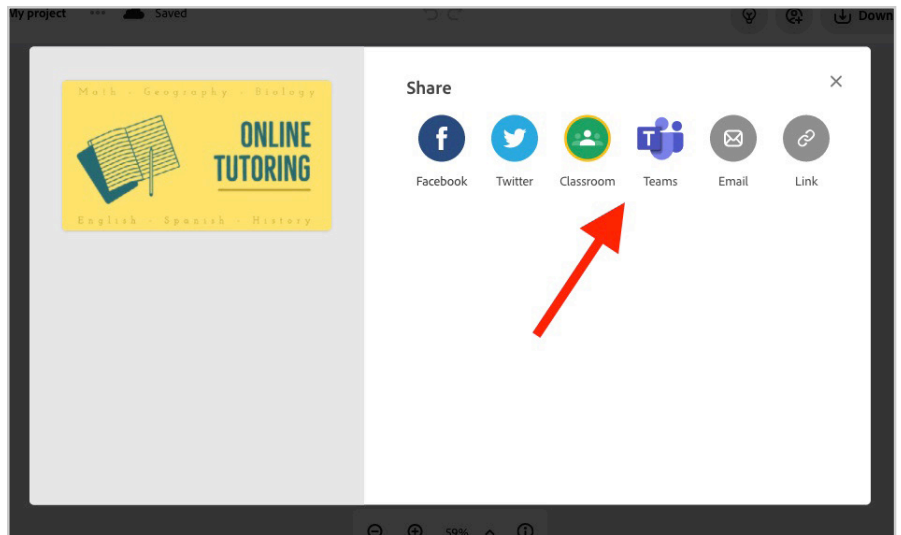 My project ... Saved
Down
Share
Math - Geography - Biology
ONLINE
TUTORING
English - Spanish - History
Facebook Twitter Classroom Teams Email Link
59%